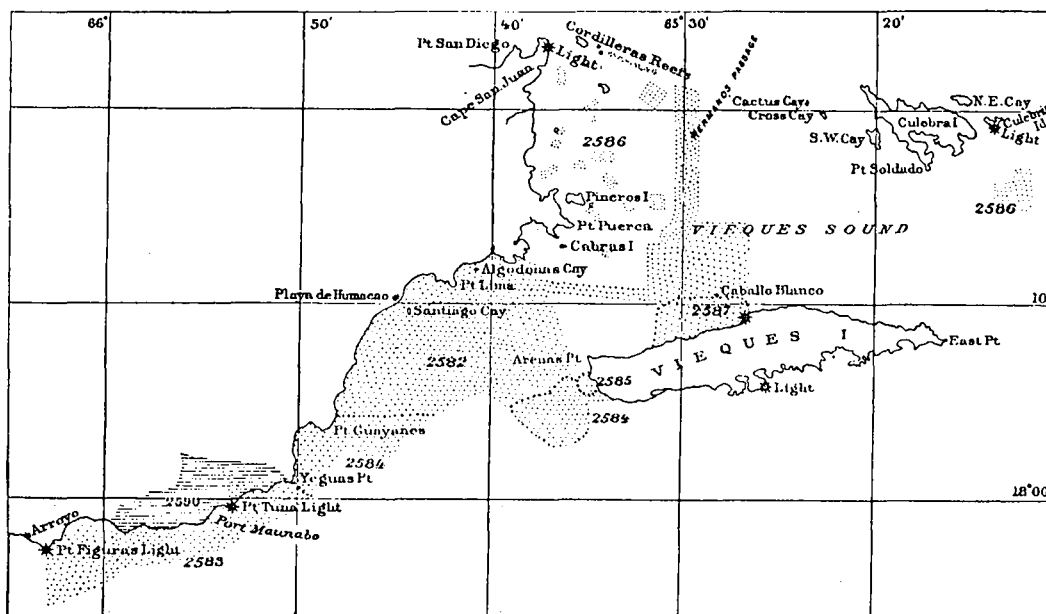 66° 50' 40' 65° 30' 20'
Pt San Diego
Light
Cordilleras Reefs
Cape San Juan
HERMANOS PASSAGE
Cactus Cay
Cross Cay
N.E. Cay
Culebra I
Light
S.W. Cay
Pt Soldado
2586
2586
Pineros I
Pt Puerca
Cabras I
VIEQUES SOUND
Algodones Cay
Pt Lima
Playa de Humacao
Santiago Cay
Caballo Blanco
10
2587
2582
Arenas Pt
VIEQUES I
East Pt
2585
Light
2584
Pt Guayanes
2584
Yeguas Pt
18°00
2590
Pt Tuna Light
Arroyo
Port Maunabo
Pt Figuras Light
2583